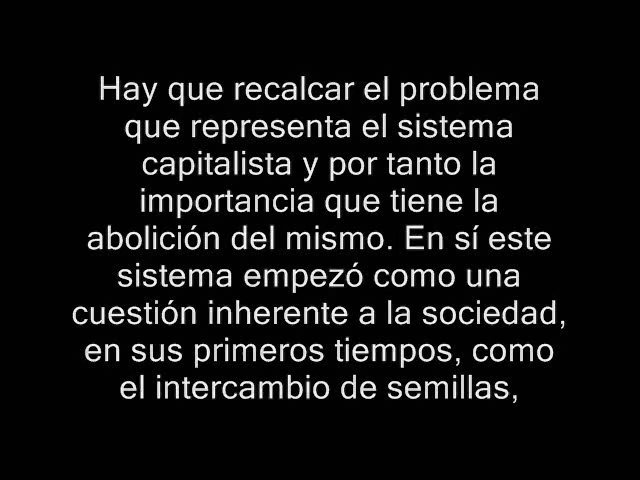 Hay que recalcar el problema
que representa el sistema
capitalista y por tanto la
importancia que tiene la
abolición del mismo. En sí este
sistema empezó como una
cuestión inherente a la sociedad,
en sus primeros tiempos, como
el intercambio de semillas,